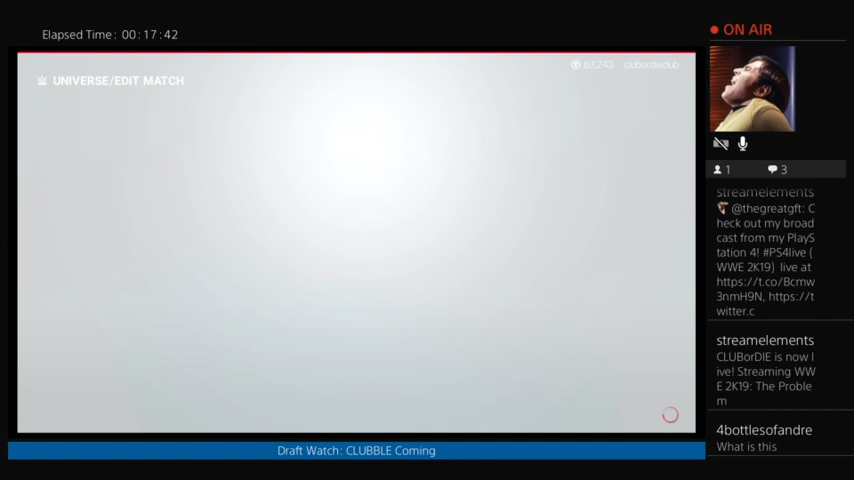 Elapsed Time: 00:17:42
ON AIR
63,243 clubordieclub
UNIVERSE/EDIT MATCH
1 3
streamelements
@thegreatgft: C
heck out my broad
cast from my PlayS
tation 4! #PS4live (
WWE 2K19) live at
https://t.co/Bcmw
3nmH9N, https://t
witter.c
streamelements
CLUBorDIE is now l
ive! Streaming WW
E 2K19: The Proble
m
4bottlesofandre
What is this
Draft Watch: CLUBBLE Coming